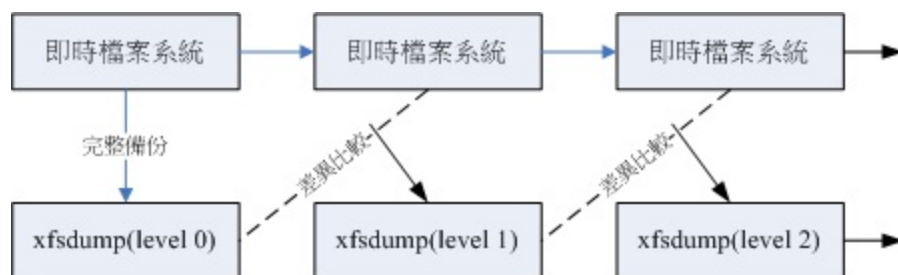 即時檔案系統
即時檔案系統
即時檔案系統
完整備份
差異比較
差異比較
xfsdump(level 0)
xfsdump(level 1)
xfsdump(level 2)